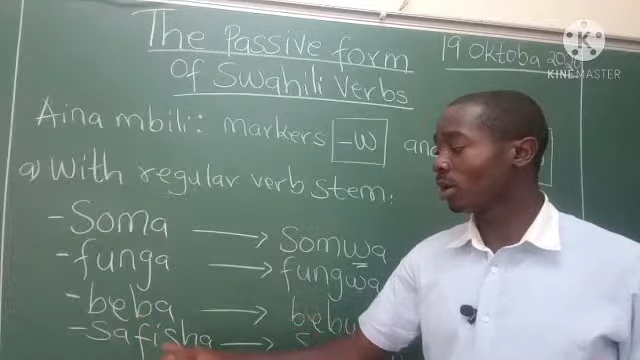 The Passive form
19 Oktoba 2020
of Swahili Verbs
KINEMASTER
Aina mbili: markers -w and
a) With regular verb stem:
-Soma → Somwa
-funga → fungwa
-beba →
-Safisha →